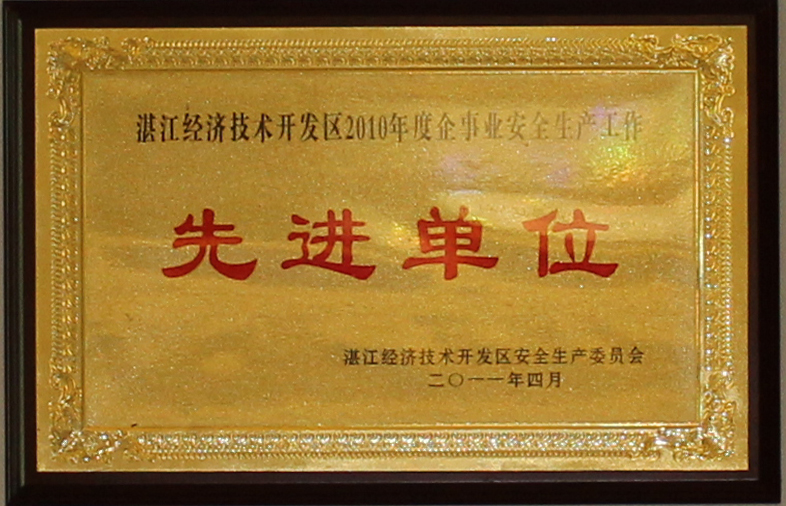 湛江经济技术开发区2010年度企事业安全生产工作
先进单位
湛江经济技术开发区安全生产委员会
二〇一一年四月